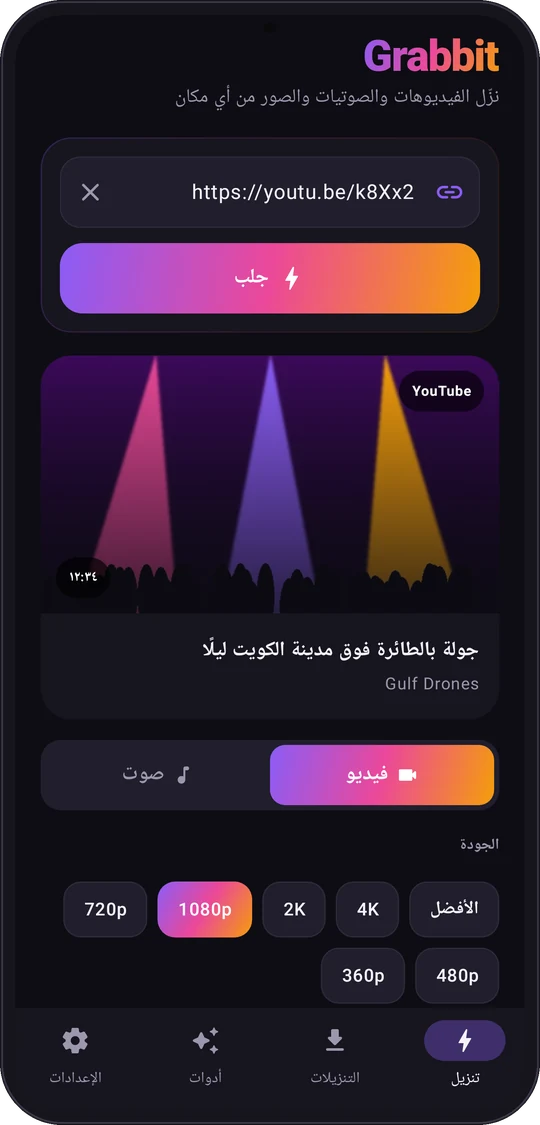 Grabbit
نزّل الفيديوهات والصوتيات والصور من أي مكان
https://youtu.be/k8Xx2
جلب
YouTube
١٢:٣٤
جولة بالطائرة فوق مدينة الكويت ليلًا
Gulf Drones
فيديو
صوت
الجودة
الأفضل 4K 2K 1080p 720p
480p 360p
تنزيل التنزيلات أدوات الإعدادات